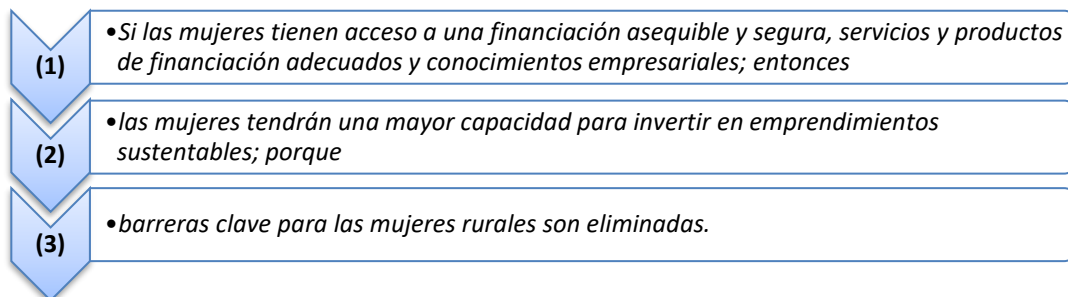 (1)
•Si las mujeres tienen acceso a una financiación asequible y segura, servicios y productos
de financiación adecuados y conocimientos empresariales; entonces
(2)
•las mujeres tendrán una mayor capacidad para invertir en emprendimientos
sustentables; porque
(3)
•barreras clave para las mujeres rurales son eliminadas.